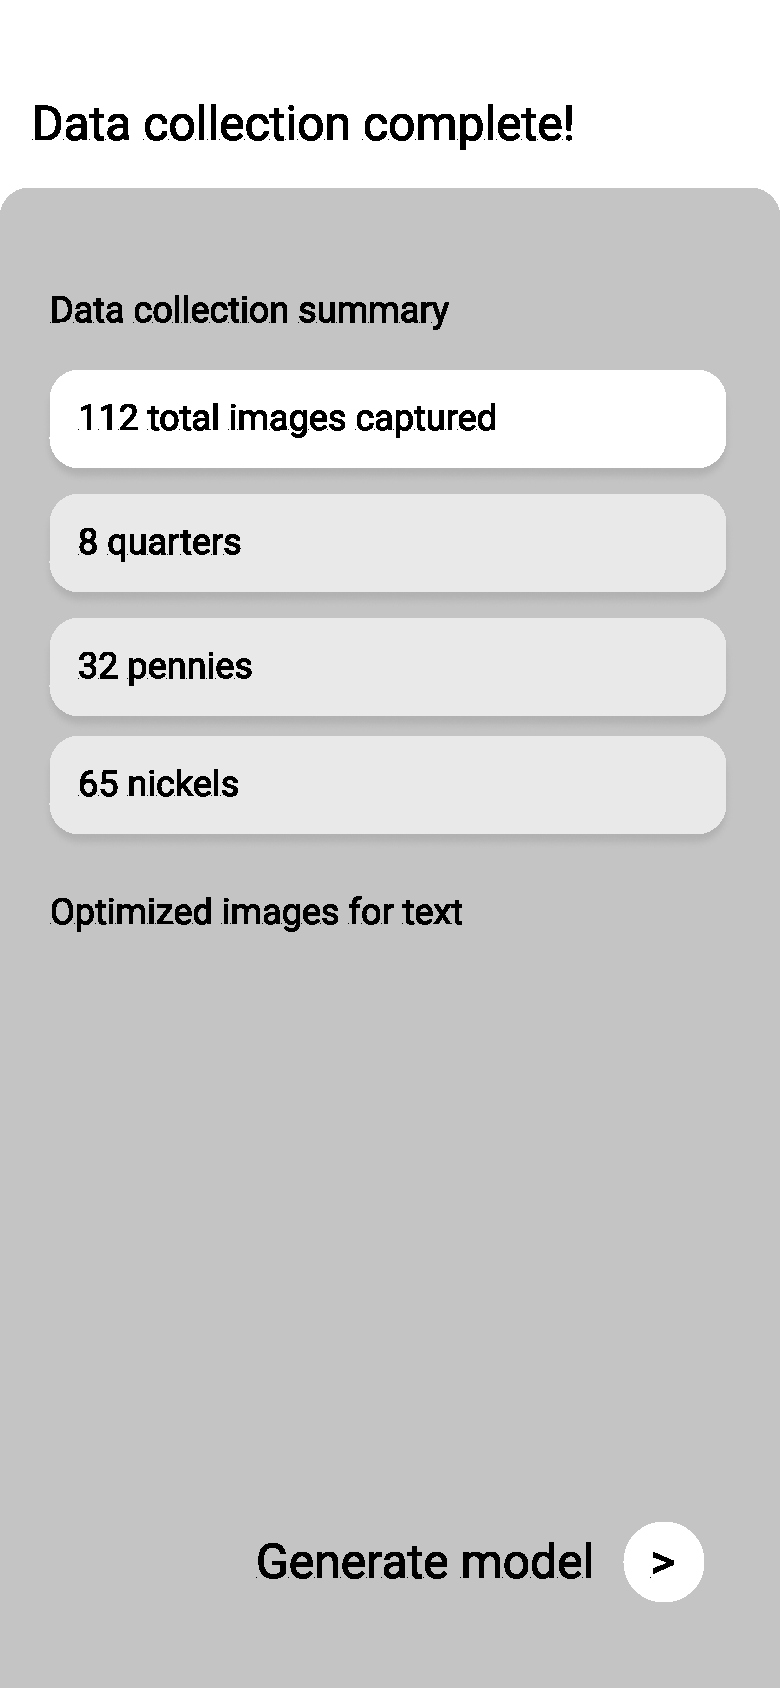 Data collection complete!
Data collection summary
112 total images captured
8 quarters
32 pennies
65 nickels
Optimized images for text
Generate model >